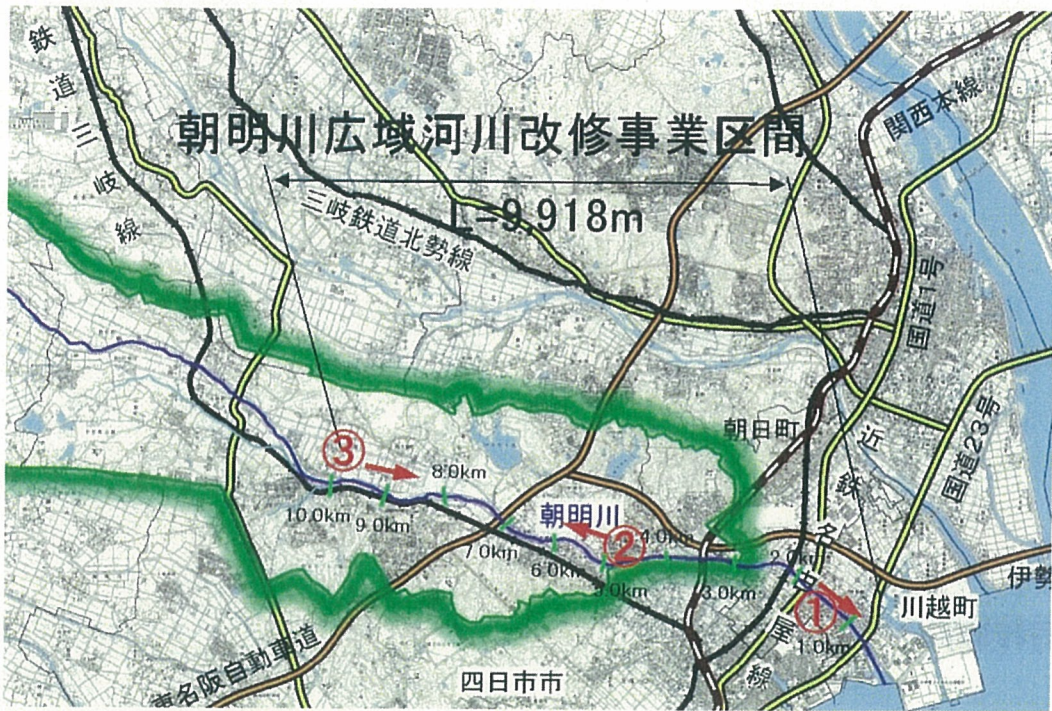 朝明川広域河川改修事業区間
L=9,918m
鉄道三岐線
三岐鉄道北勢線
関西本線
国道1号
国道23号
朝日町
近鉄名古屋線
③
8.0km
10.0km
9.0km
朝明川
②
4.0km
7.0km
6.0km
5.0km
3.0km
2.0km
①
1.0km
川越町
伊勢
東名阪自動車道
四日市市